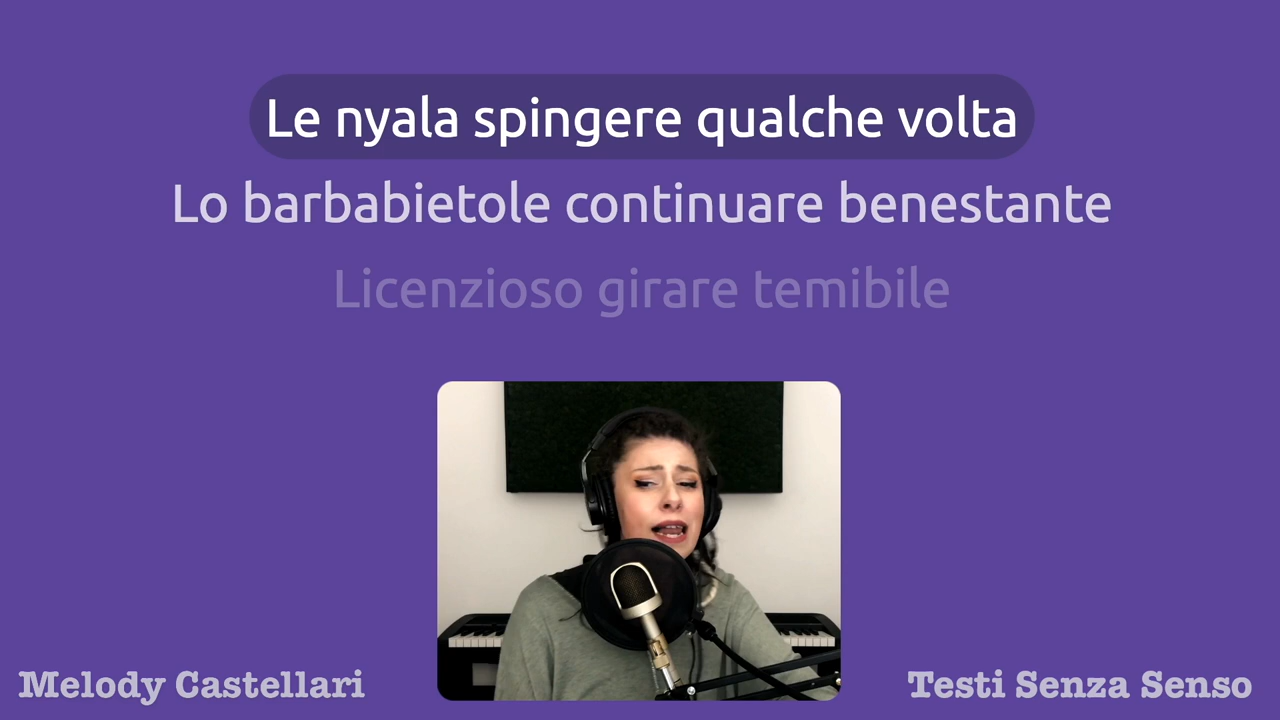 Le nyala spingere qualche volta
Lo barbabietole continuare benestante
Licenzioso girare temibile
Melody Castellari
Testi Senza Senso